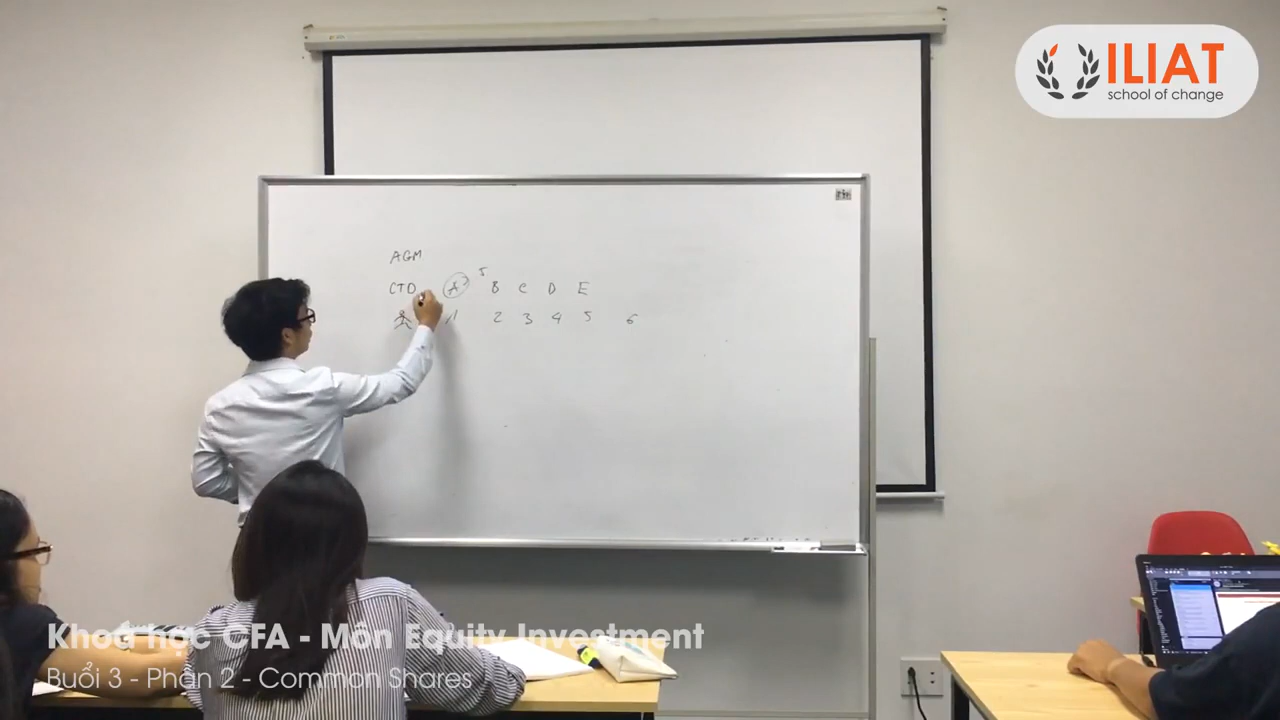 ILIAT
school of change
AGM
CTD A 5 B C D E
1 2 3 4 5 6
Khoá học CFA - Môn Equity Investment
Buổi 3 - Phần 2 - Common Shares